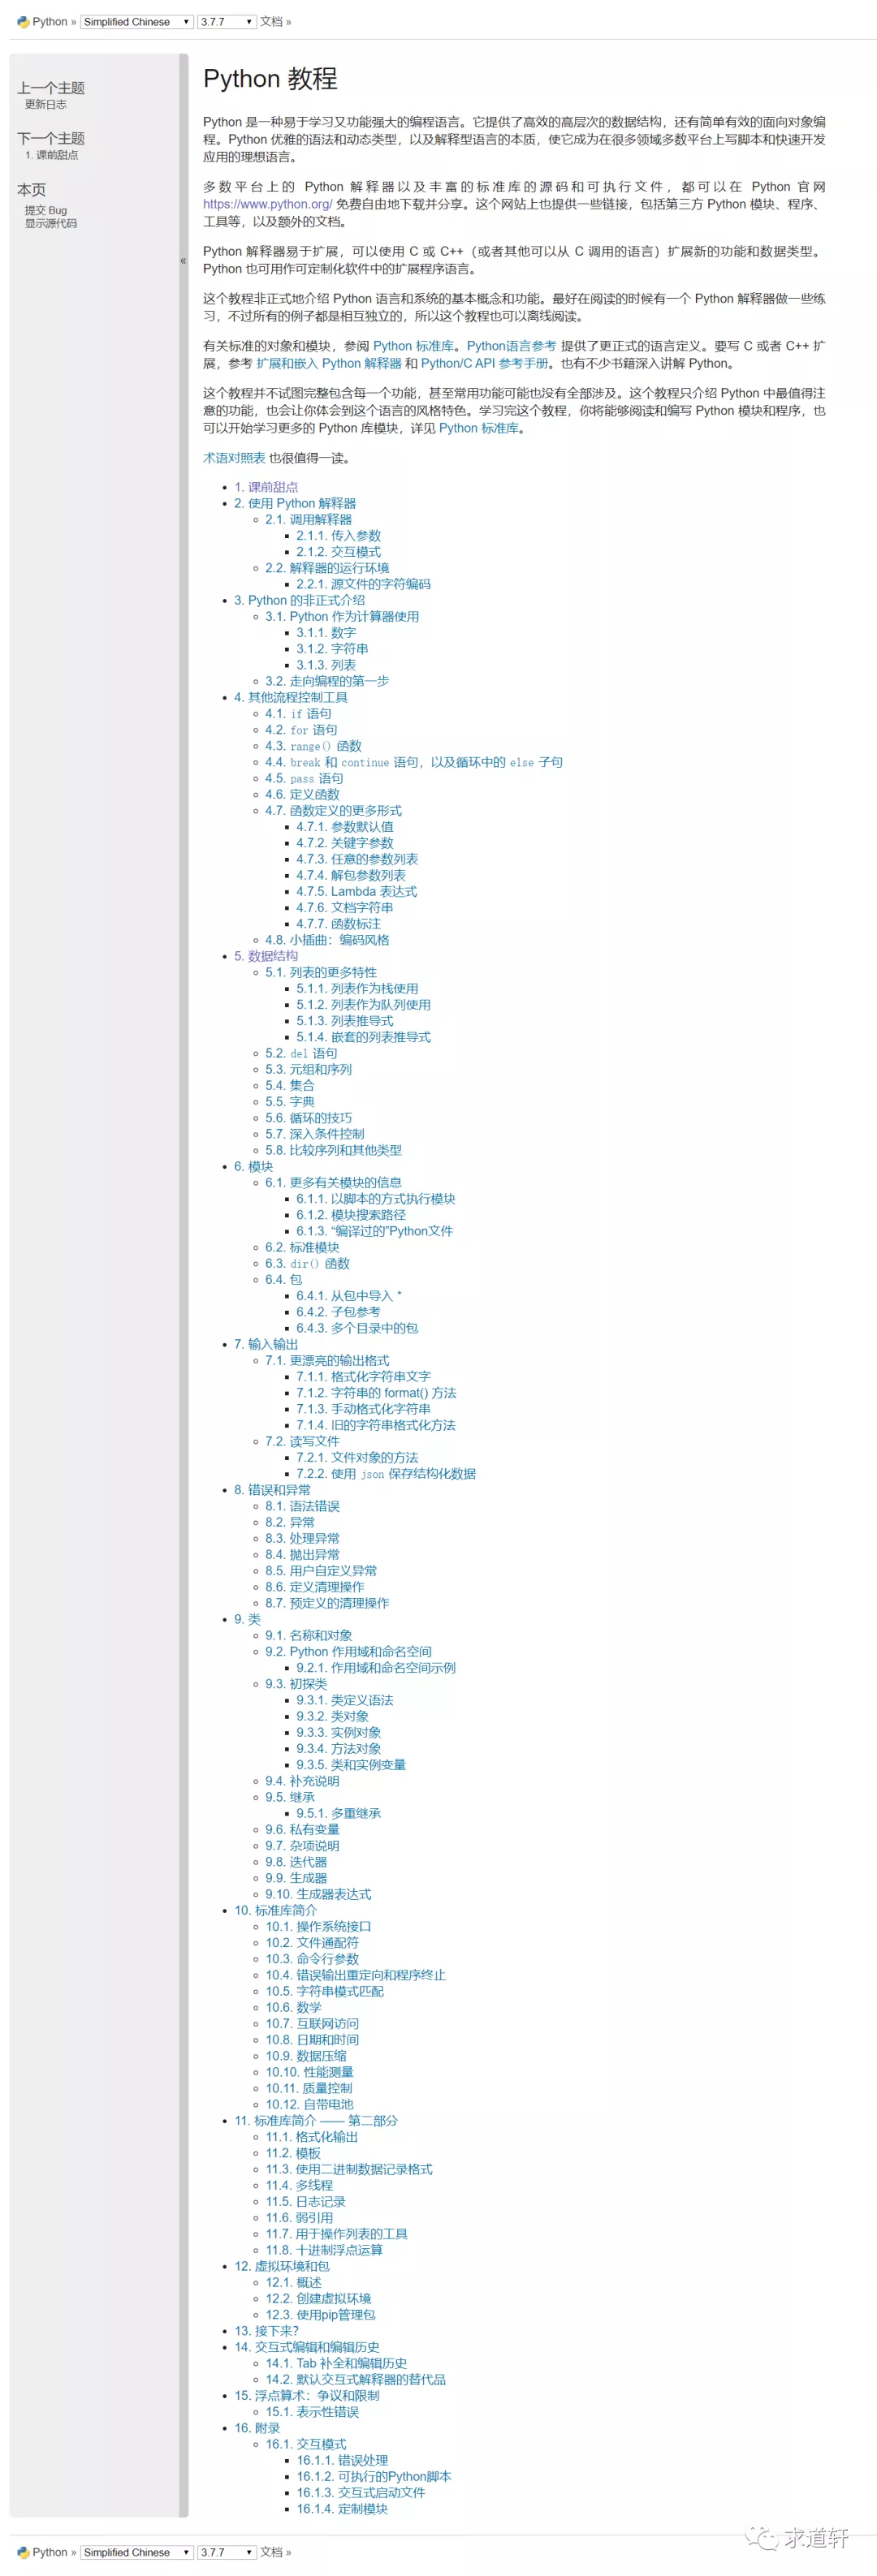 Python » Simplified Chinese 3.7.7 文档 »
上一个主题
更新日志
下一个主题
1. 课前甜点
本页
提交 Bug
显示源代码
«
Python 教程
Python 是一种易于学习又功能强大的编程语言。它提供了高效的高层次的数据结构，还有简单有效的面向对象编
程。Python 优雅的语法和动态类型，以及解释型语言的本质，使它成为在很多领域多数平台上写脚本和快速开发
应用的理想语言。
多数平台上的 Python 解释器以及丰富的标准库的源码和可执行文件，都可以在 Python 官网
https://www.python.org/ 免费自由地下载并分享。这个网站上也提供一些链接，包括第三方 Python 模块、程序、
工具等，以及额外的文档。
Python 解释器易于扩展，可以使用 C 或 C++（或者其他可以从 C 调用的语言）扩展新的功能和数据类型。
Python 也可用作可定制化软件中的扩展程序语言。
这个教程非正式地介绍 Python 语言和系统的基本概念和功能。最好在阅读的时候有一个 Python 解释器做一些练
习，不过所有的例子都是相互独立的，所以这个教程也可以离线阅读。
有关标准的对象和模块，参阅 Python 标准库。Python语言参考 提供了更正式的语言定义。要写 C 或者 C++ 扩
展，参考 扩展和嵌入 Python 解释器 和 Python/C API 参考手册。也有不少书籍深入讲解 Python。
这个教程并不试图完整包含每一个功能，甚至常用功能可能也没有全部涉及。这个教程只介绍 Python 中最值得注
意的功能，也会让你体会到这个语言的风格特色。学习完这个教程，你将能够阅读和编写 Python 模块和程序，也
可以开始学习更多的 Python 库模块，详见 Python 标准库。
术语对照表 也很值得一读。
1. 课前甜点
2. 使用 Python 解释器
2.1. 调用解释器
2.1.1. 传入参数
2.1.2. 交互模式
2.2. 解释器的运行环境
2.2.1. 源文件的字符编码
3. Python 的非正式介绍
3.1. Python 作为计算器使用
3.1.1. 数字
3.1.2. 字符串
3.1.3. 列表
3.2. 走向编程的第一步
4. 其他流程控制工具
4.1. if 语句
4.2. for 语句
4.3. range() 函数
4.4. break 和 continue 语句，以及循环中的 else 子句
4.5. pass 语句
4.6. 定义函数
4.7. 函数定义的更多形式
4.7.1. 参数默认值
4.7.2. 关键字参数
4.7.3. 任意的参数列表
4.7.4. 解包参数列表
4.7.5. Lambda 表达式
4.7.6. 文档字符串
4.7.7. 函数标注
4.8. 小插曲：编码风格
5. 数据结构
5.1. 列表的更多特性
5.1.1. 列表作为栈使用
5.1.2. 列表作为队列使用
5.1.3. 列表推导式
5.1.4. 嵌套的列表推导式
5.2. del 语句
5.3. 元组和序列
5.4. 集合
5.5. 字典
5.6. 循环的技巧
5.7. 深入条件控制
5.8. 比较序列和其他类型
6. 模块
6.1. 更多有关模块的信息
6.1.1. 以脚本的方式执行模块
6.1.2. 模块搜索路径
6.1.3. “编译过的”Python文件
6.2. 标准模块
6.3. dir() 函数
6.4. 包
6.4.1. 从包中导入 *
6.4.2. 子包参考
6.4.3. 多个目录中的包
7. 输入输出
7.1. 更漂亮的输出格式
7.1.1. 格式化字符串文字
7.1.2. 字符串的 format() 方法
7.1.3. 手动格式化字符串
7.1.4. 旧的字符串格式化方法
7.2. 读写文件
7.2.1. 文件对象的方法
7.2.2. 使用 json 保存结构化数据
8. 错误和异常
8.1. 语法错误
8.2. 异常
8.3. 处理异常
8.4. 抛出异常
8.5. 用户自定义异常
8.6. 定义清理操作
8.7. 预定义的清理操作
9. 类
9.1. 名称和对象
9.2. Python 作用域和命名空间
9.2.1. 作用域和命名空间示例
9.3. 初探类
9.3.1. 类定义语法
9.3.2. 类对象
9.3.3. 实例对象
9.3.4. 方法对象
9.3.5. 类和实例变量
9.4. 补充说明
9.5. 继承
9.5.1. 多重继承
9.6. 私有变量
9.7. 杂项说明
9.8. 迭代器
9.9. 生成器
9.10. 生成器表达式
10. 标准库简介
10.1. 操作系统接口
10.2. 文件通配符
10.3. 命令行参数
10.4. 错误输出重定向和程序终止
10.5. 字符串模式匹配
10.6. 数学
10.7. 互联网访问
10.8. 日期和时间
10.9. 数据压缩
10.10. 性能测量
10.11. 质量控制
10.12. 自带电池
11. 标准库简介 —— 第二部分
11.1. 格式化输出
11.2. 模板
11.3. 使用二进制数据记录格式
11.4. 多线程
11.5. 日志记录
11.6. 弱引用
11.7. 用于操作列表的工具
11.8. 十进制浮点运算
12. 虚拟环境和包
12.1. 概述
12.2. 创建虚拟环境
12.3. 使用pip管理包
13. 接下来?
14. 交互式编辑和编辑历史
14.1. Tab 补全和编辑历史
14.2. 默认交互式解释器的替代品
15. 浮点算术：争议和限制
15.1. 表示性错误
16. 附录
16.1. 交互模式
16.1.1. 错误处理
16.1.2. 可执行的Python脚本
16.1.3. 交互式启动文件
16.1.4. 定制模块
求道轩
Python » Simplified Chinese 3.7.7 文档 »